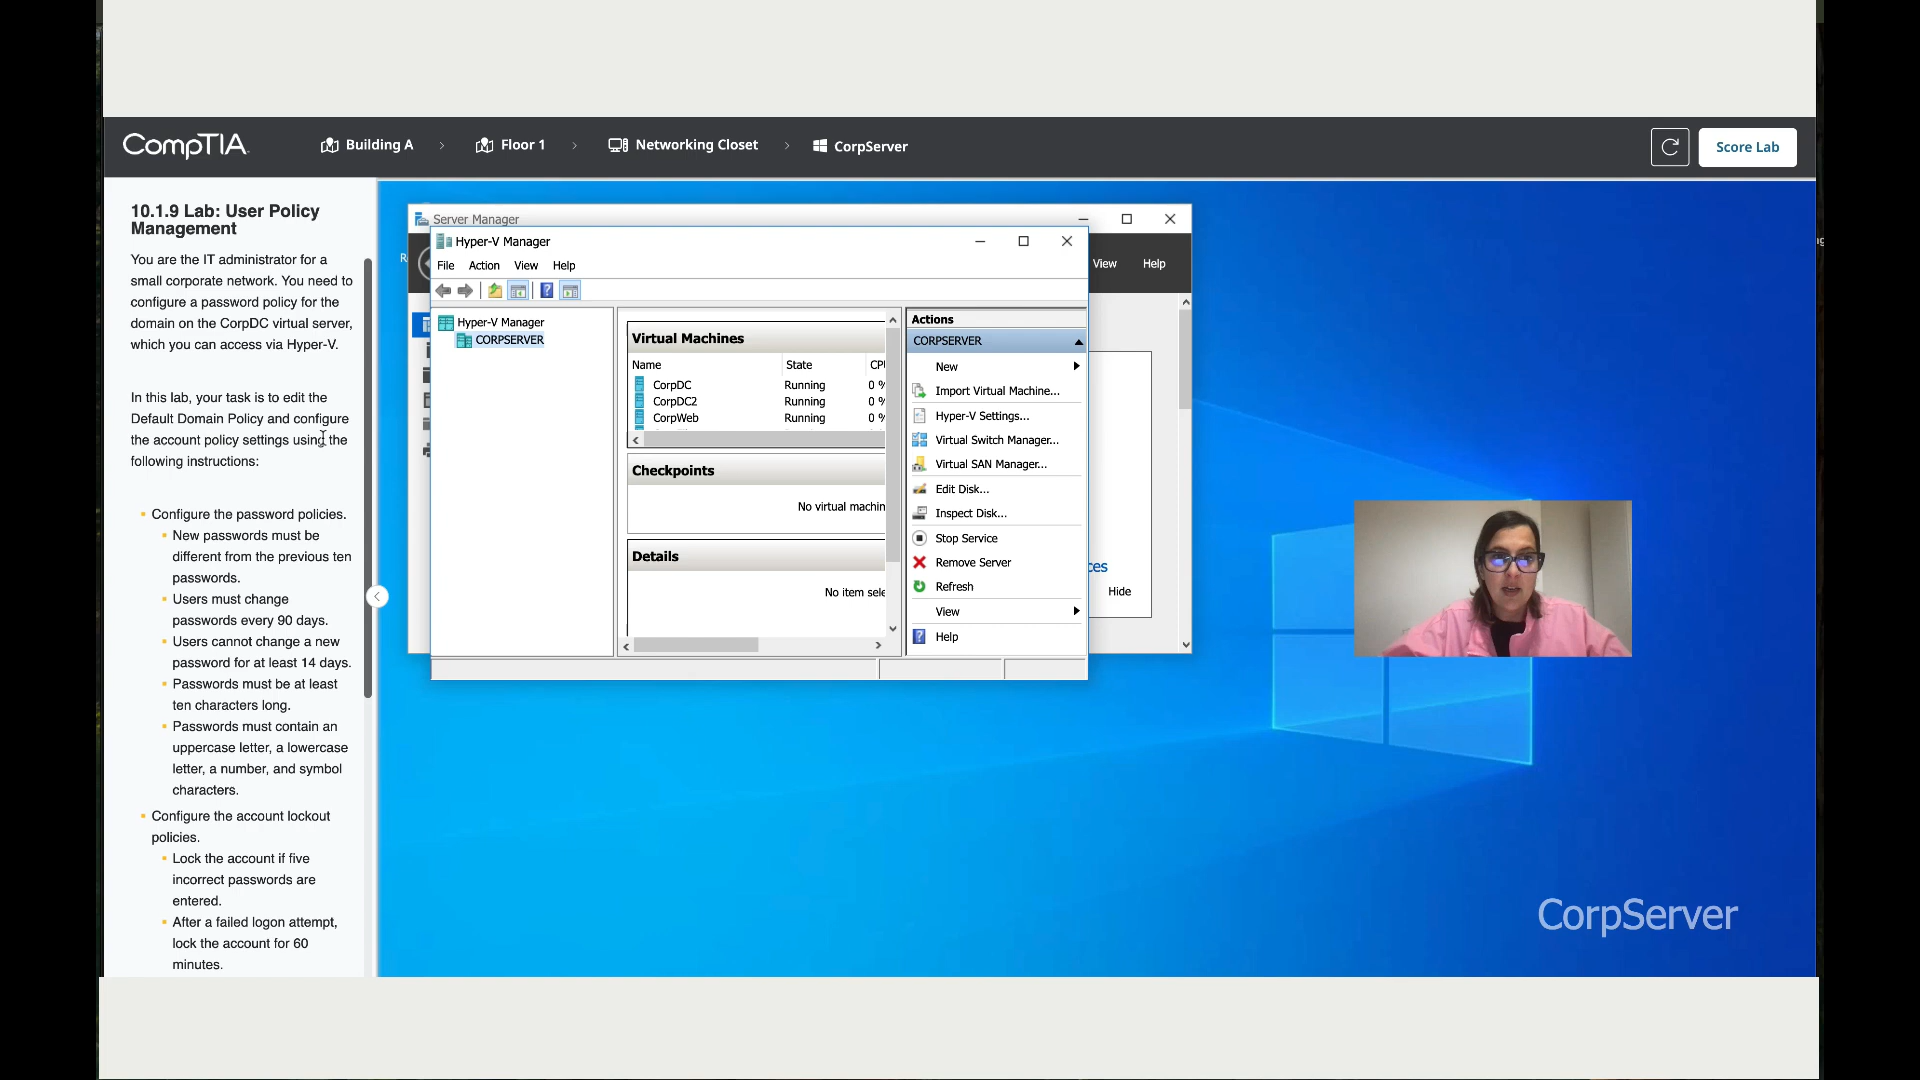 CompTIA
Building A
Floor 1
Networking Closet
CorpServer
Score Lab
10.1.9 Lab: User Policy
Management
You are the IT administrator for a
small corporate network. You need to
configure a password policy for the
domain on the CorpDC virtual server,
which you can access via Hyper-V.
In this lab, your task is to edit the
Default Domain Policy and configure
the account policy settings using the
following instructions:
Configure the password policies.
New passwords must be
different from the previous ten
passwords.
Users must change
passwords every 90 days.
Users cannot change a new
password for at least 14 days.
Passwords must be at least
ten characters long.
Passwords must contain an
uppercase letter, a lowercase
letter, a number, and symbol
characters.
Configure the account lockout
policies.
Lock the account if five
incorrect passwords are
entered.
After a failed logon attempt,
lock the account for 60
minutes.
Server Manager
View Help
Hyper-V Manager
File Action View Help
Hyper-V Manager
CORPSERVER
Virtual Machines
Name State CP
CorpDC Running 0 %
CorpDC2 Running 0 %
CorpWeb Running 0 %
Checkpoints
No virtual machin
Details
No item sele
Actions
CORPSERVER
New
Import Virtual Machine...
Hyper-V Settings...
Virtual Switch Manager...
Virtual SAN Manager...
Edit Disk...
Inspect Disk...
Stop Service
Remove Server
Refresh
View
Help
ces
Hide
CorpServer